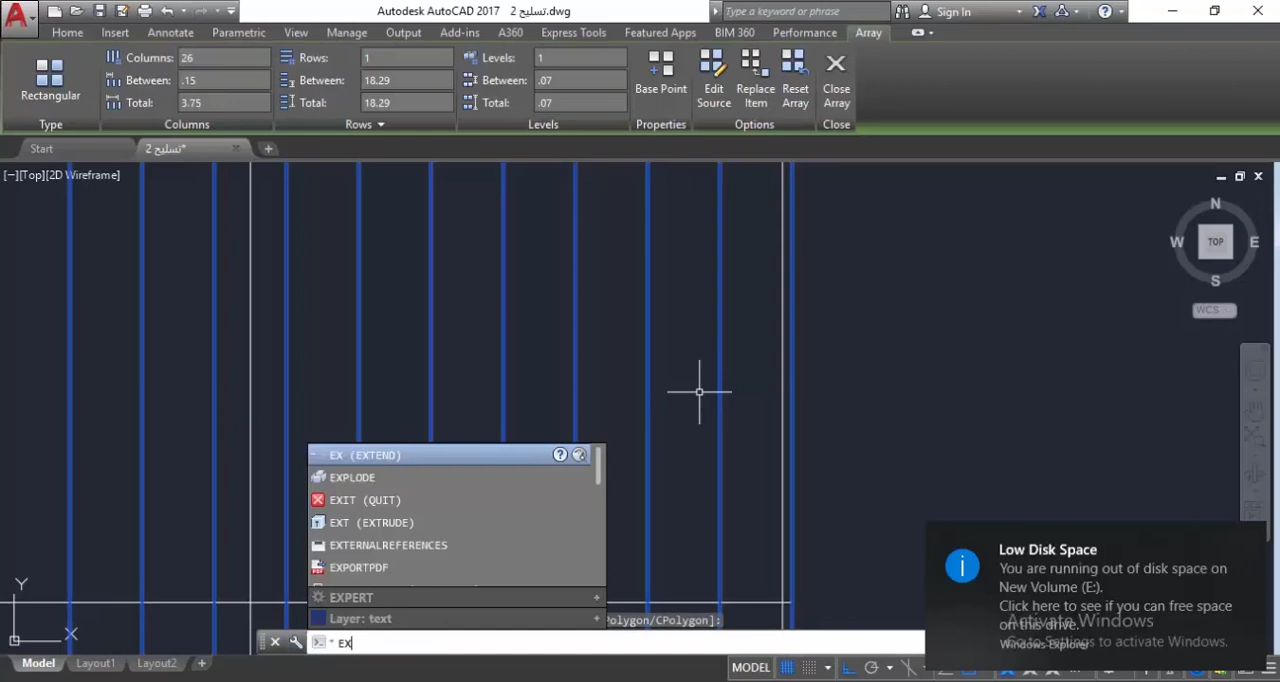 Autodesk AutoCAD 2017 تسليح 2.dwg
Type a keyword or phrase
Sign In
Home Insert Annotate Parametric View Manage Output Add-ins A360 Express Tools Featured Apps BIM 360 Performance Array
Columns: 26 Rows: 1 Levels: 1
Between: .15 Between: 18.29 Between: .07
Total: 3.75 Total: 18.29 Total: .07
Rectangular
Base Point
Edit Source
Replace Item
Reset Array
Close Array
Type Columns Rows Levels Properties Options Close
Start تسليح 2*
[−][Top][2D Wireframe]
N
W TOP E
S
WCS
EX (EXTEND)
EXPLODE
EXIT (QUIT)
EXT (EXTRUDE)
EXTERNALREFERENCES
EXPORTPDF
EXPERT
Layer: text
Polygon/CPolygon]:
EX
Y
X
Low Disk Space
You are running out of disk space on
New Volume (E:).
Click here to see if you can free space
on this drive.
Windows Explorer
Activate Windows
Go to Settings to activate Windows.
Model Layout1 Layout2
MODEL